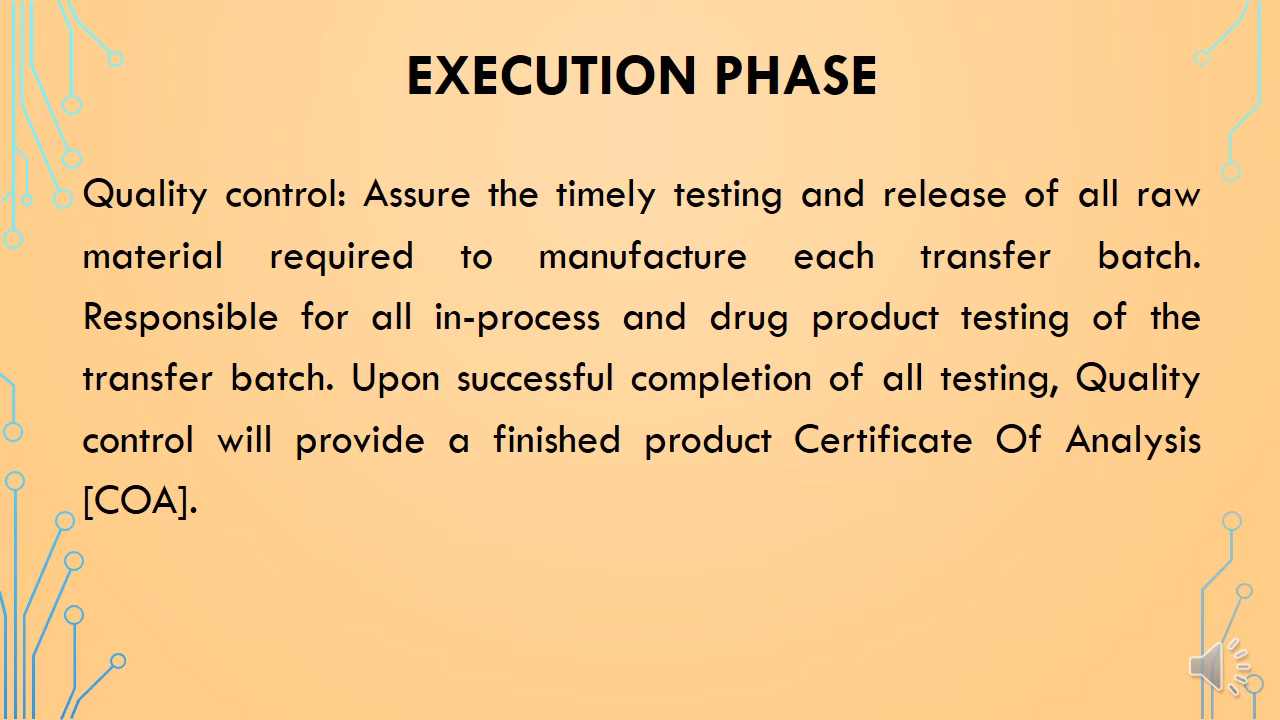 EXECUTION PHASE
Quality control: Assure the timely testing and release of all raw
material required to manufacture each transfer batch.
Responsible for all in-process and drug product testing of the
transfer batch. Upon successful completion of all testing, Quality
control will provide a finished product Certificate Of Analysis
[COA].